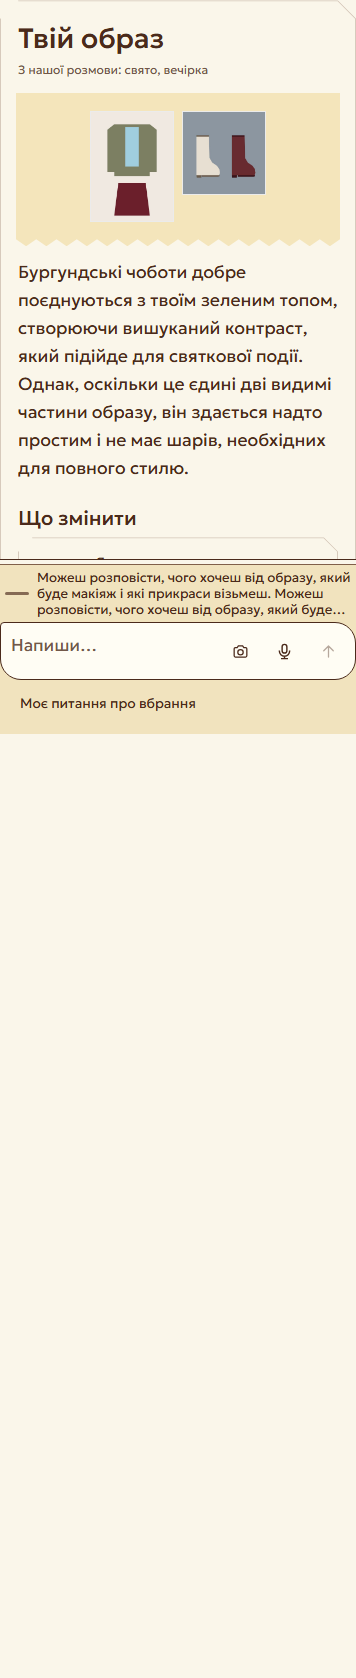 Твій образ
З нашої розмови: свято, вечірка
Бургундські чоботи добре
поєднуються з твоїм зеленим топом,
створюючи вишуканий контраст,
який підійде для святкової події.
Однак, оскільки це єдині дві видимі
частини образу, він здається надто
простим і не має шарів, необхідних
для повного стилю.
Що змінити
Можеш розповісти, чого хочеш від образу, який
буде макіяж і які прикраси візьмеш. Можеш
розповісти, чого хочеш від образу, який буде…
Напиши…
Моє питання про вбрання